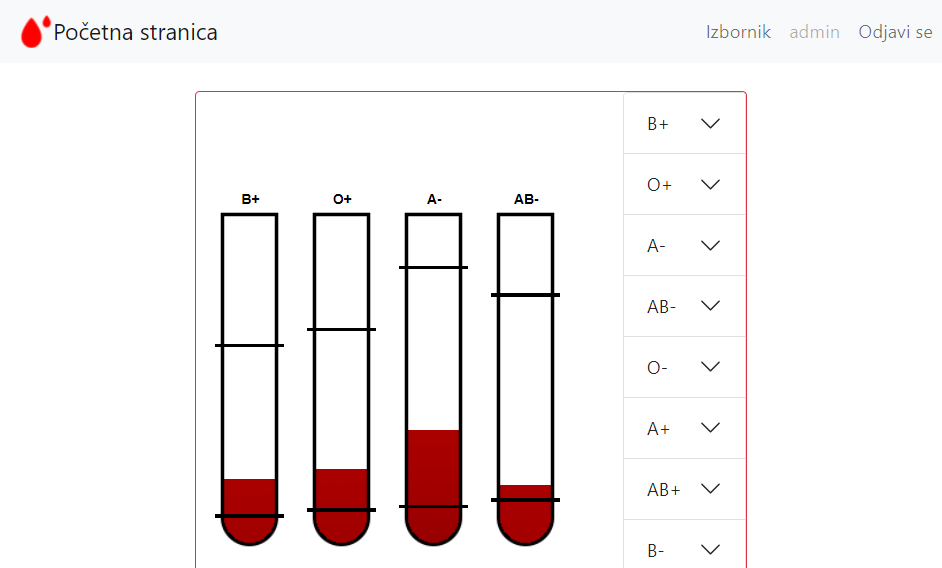 Početna stranica
Izbornik admin Odjavi se
B+ O+ A- AB-
B+
O+
A-
AB-
O-
A+
AB+
B-